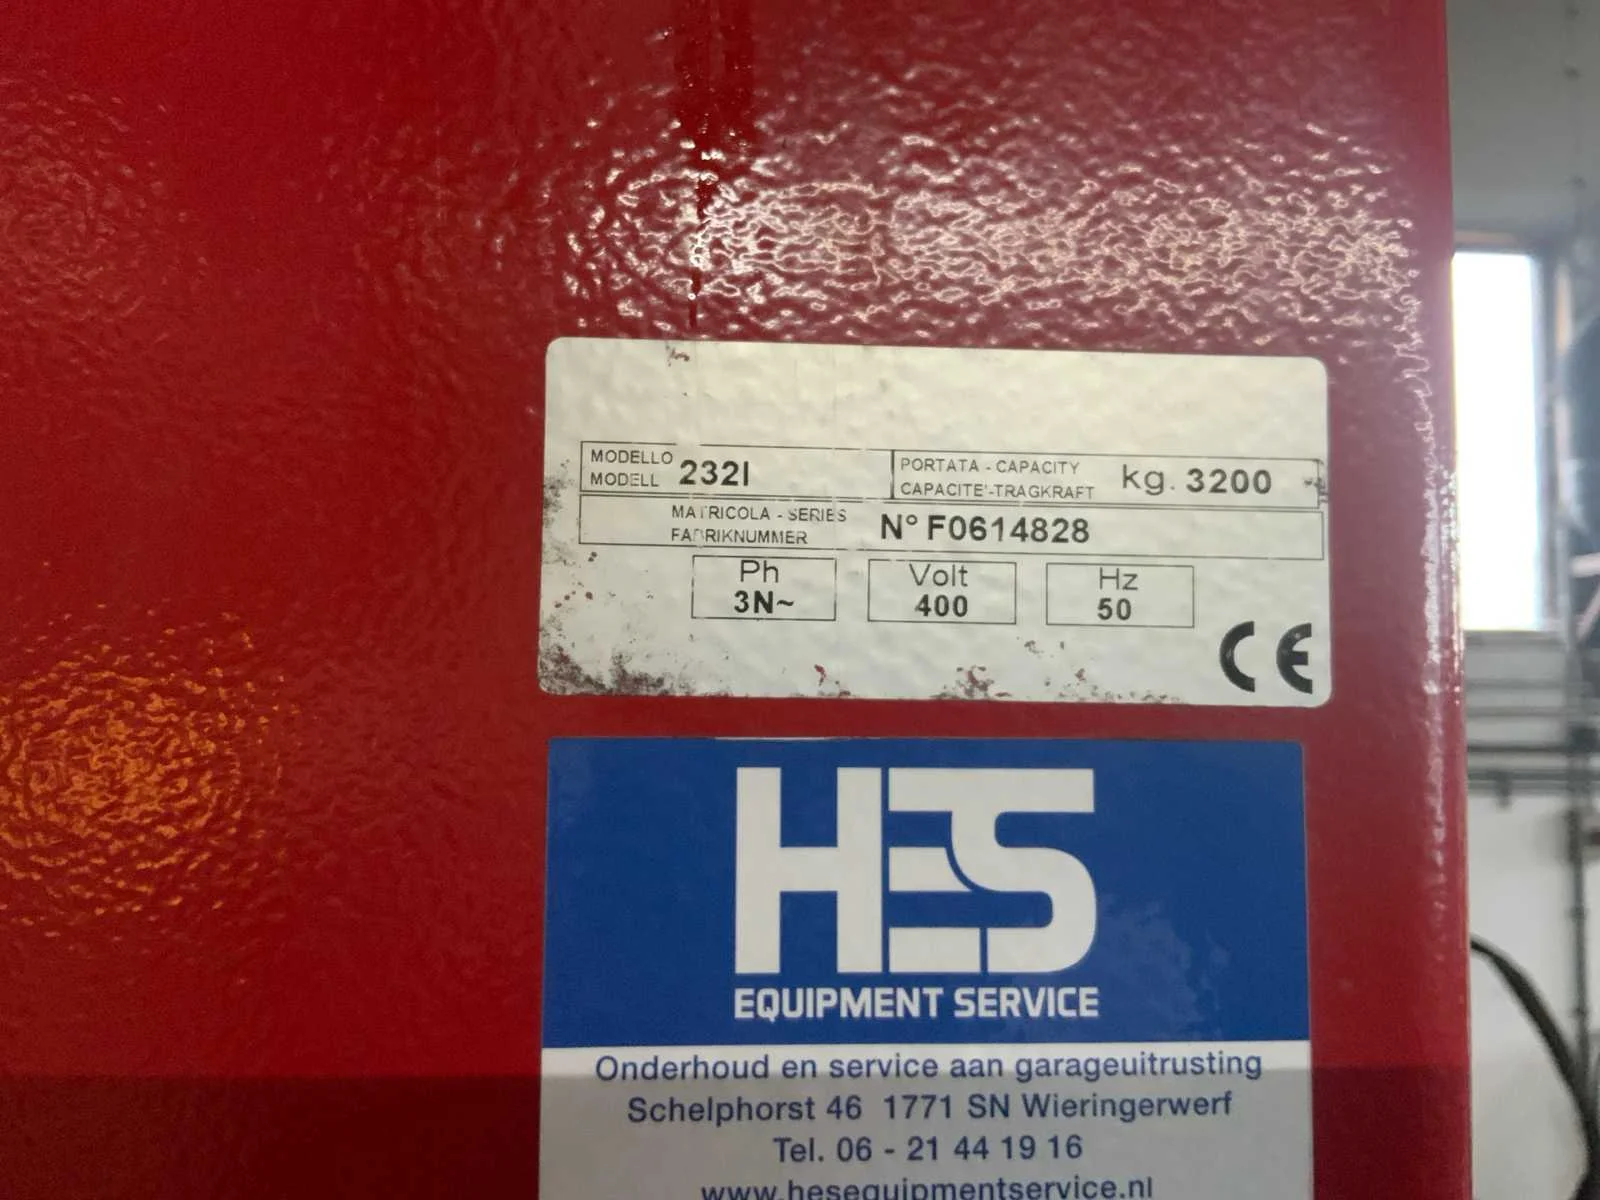 MODELLO
MODELL
232I
PORTATA - CAPACITY
CAPACITE'-TRAGKRAFT
kg. 3200
MATRICOLA - SERIES
FABRIKNUMMER
N° F0614828
Ph
3N~
Volt
400
Hz
50
CE
HES
EQUIPMENT SERVICE
Onderhoud en service aan garageuitrusting
Schelphorst 46 1771 SN Wieringerwerf
Tel. 06 - 21 44 19 16
www.hesequipmentservice.nl